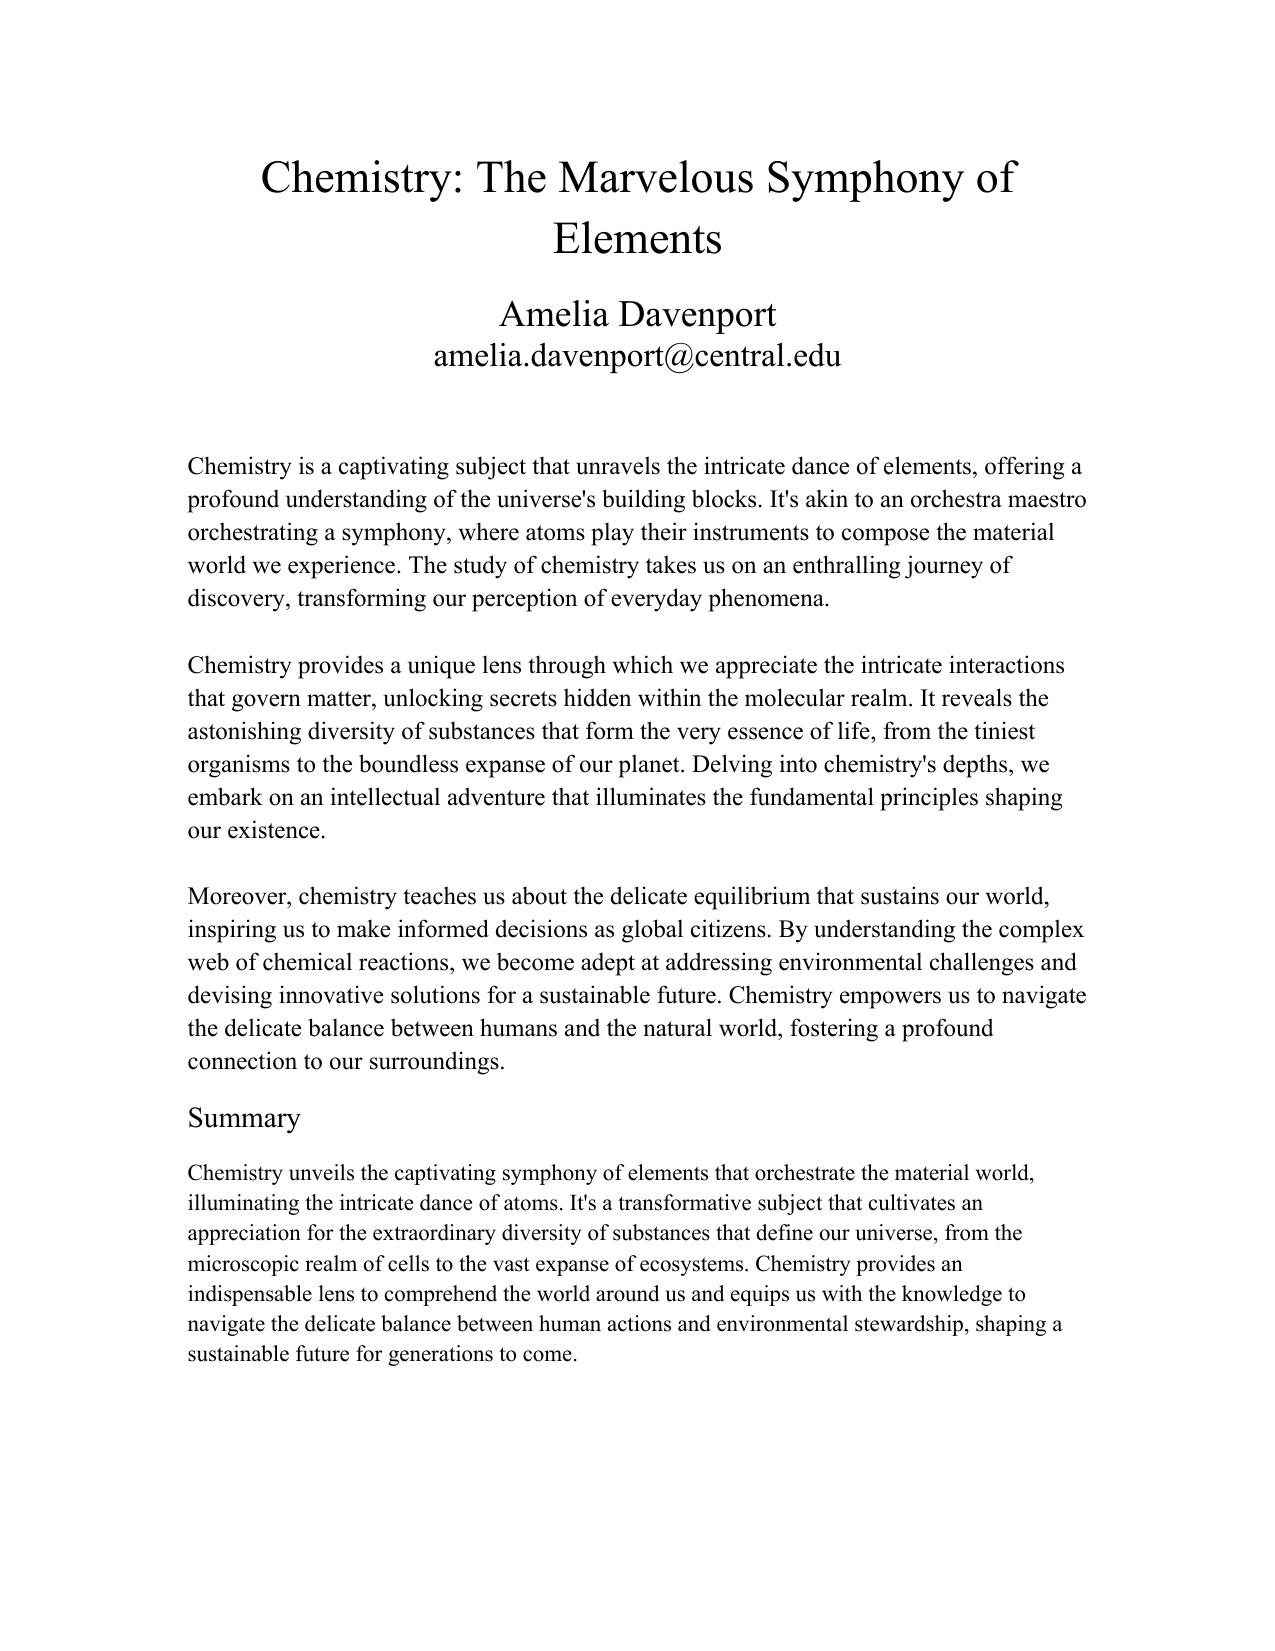 Chemistry: The Marvelous Symphony of
Elements
Amelia Davenport
amelia.davenport@central.edu
Chemistry is a captivating subject that unravels the intricate dance of elements, offering a
profound understanding of the universe's building blocks. It's akin to an orchestra maestro
orchestrating a symphony, where atoms play their instruments to compose the material
world we experience. The study of chemistry takes us on an enthralling journey of
discovery, transforming our perception of everyday phenomena.
Chemistry provides a unique lens through which we appreciate the intricate interactions
that govern matter, unlocking secrets hidden within the molecular realm. It reveals the
astonishing diversity of substances that form the very essence of life, from the tiniest
organisms to the boundless expanse of our planet. Delving into chemistry's depths, we
embark on an intellectual adventure that illuminates the fundamental principles shaping
our existence.
Moreover, chemistry teaches us about the delicate equilibrium that sustains our world,
inspiring us to make informed decisions as global citizens. By understanding the complex
web of chemical reactions, we become adept at addressing environmental challenges and
devising innovative solutions for a sustainable future. Chemistry empowers us to navigate
the delicate balance between humans and the natural world, fostering a profound
connection to our surroundings.
Summary
Chemistry unveils the captivating symphony of elements that orchestrate the material world,
illuminating the intricate dance of atoms. It's a transformative subject that cultivates an
appreciation for the extraordinary diversity of substances that define our universe, from the
microscopic realm of cells to the vast expanse of ecosystems. Chemistry provides an
indispensable lens to comprehend the world around us and equips us with the knowledge to
navigate the delicate balance between human actions and environmental stewardship, shaping a
sustainable future for generations to come.